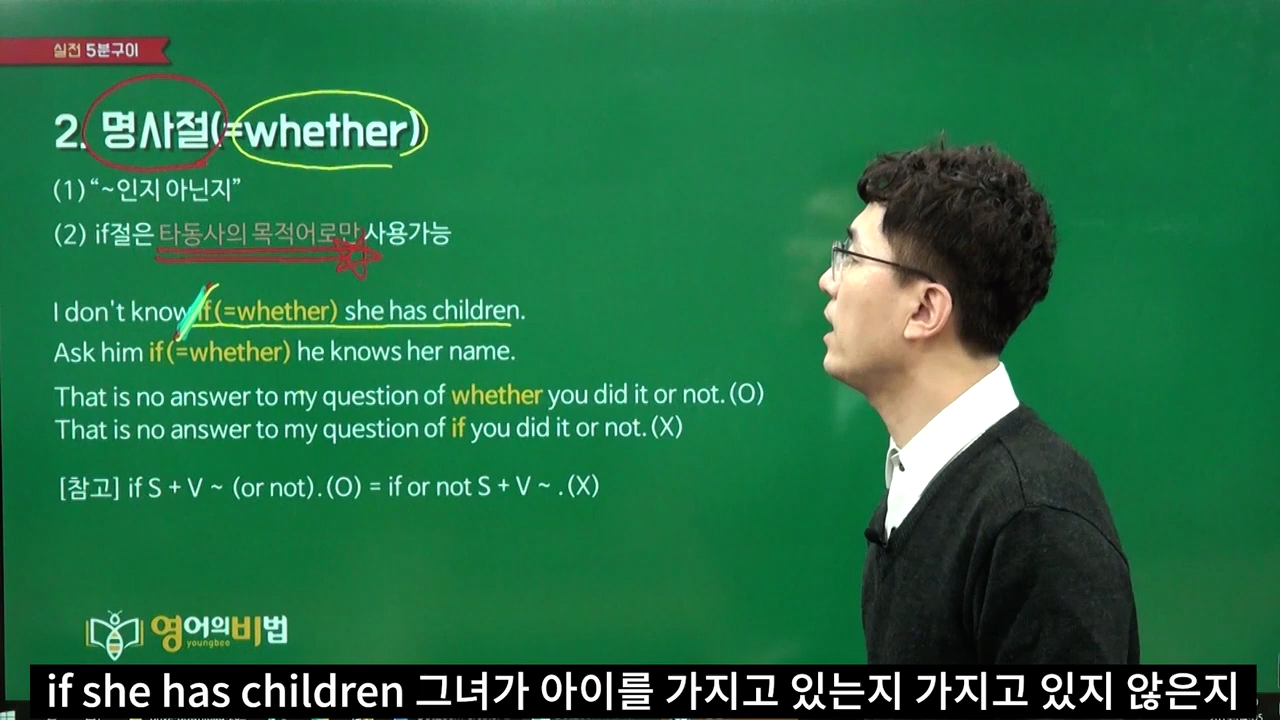 실전 5분구이
2. 명사절(=whether)
(1) “~인지 아닌지”
(2) if절은 타동사의 목적어로만 사용가능
I don't know if(=whether) she has children.
Ask him if(=whether) he knows her name.
That is no answer to my question of whether you did it or not.(O)
That is no answer to my question of if you did it or not.(X)
[참고] if S + V ~ (or not).(O) = if or not S + V ~ .(X)
영어의비법
youngbee
if she has children 그녀가 아이를 가지고 있는지 가지고 있지 않은지